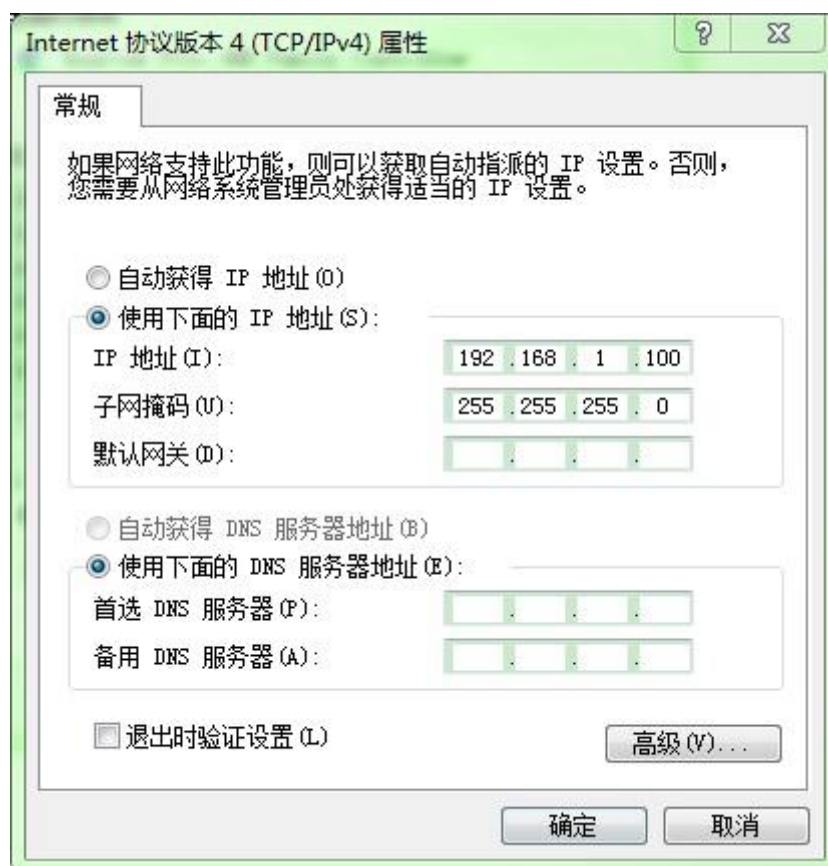 Internet 协议版本 4 (TCP/IPv4) 属性
常规
如果网络支持此功能，则可以获取自动指派的 IP 设置。否则，
您需要从网络系统管理员处获得适当的 IP 设置。
自动获得 IP 地址(O)
使用下面的 IP 地址(S):
IP 地址(I): 192 .168 . 1 .100
子网掩码(U): 255 .255 .255 . 0
默认网关(D): . . .
自动获得 DNS 服务器地址(B)
使用下面的 DNS 服务器地址(E):
首选 DNS 服务器(P): . . .
备用 DNS 服务器(A): . . .
退出时验证设置(L)
高级(V)...
确定 取消